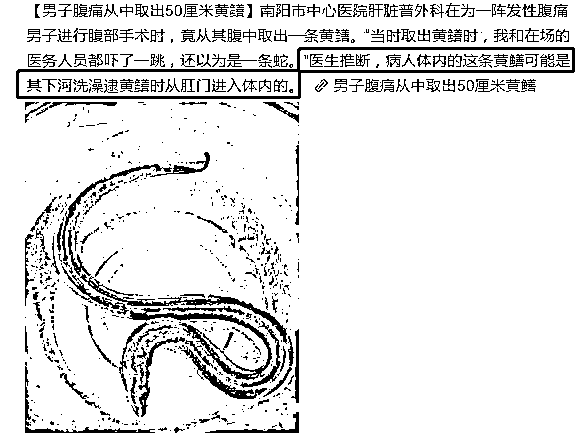 【男子腹痛从中取出50厘米黄鳝】南阳市中心医院肝脏普外科在为一阵发性腹痛
男子进行腹部手术时，竟从其腹中取出一条黄鳝。"当时取出黄鳝时，我和在场的
医务人员都吓了一跳，还以为是一条蛇。"医生推断，病人体内的这条黄鳝可能是
其下河洗澡逮黄鳝时从肛门进入体内的。 男子腹痛从中取出50厘米黄鳝